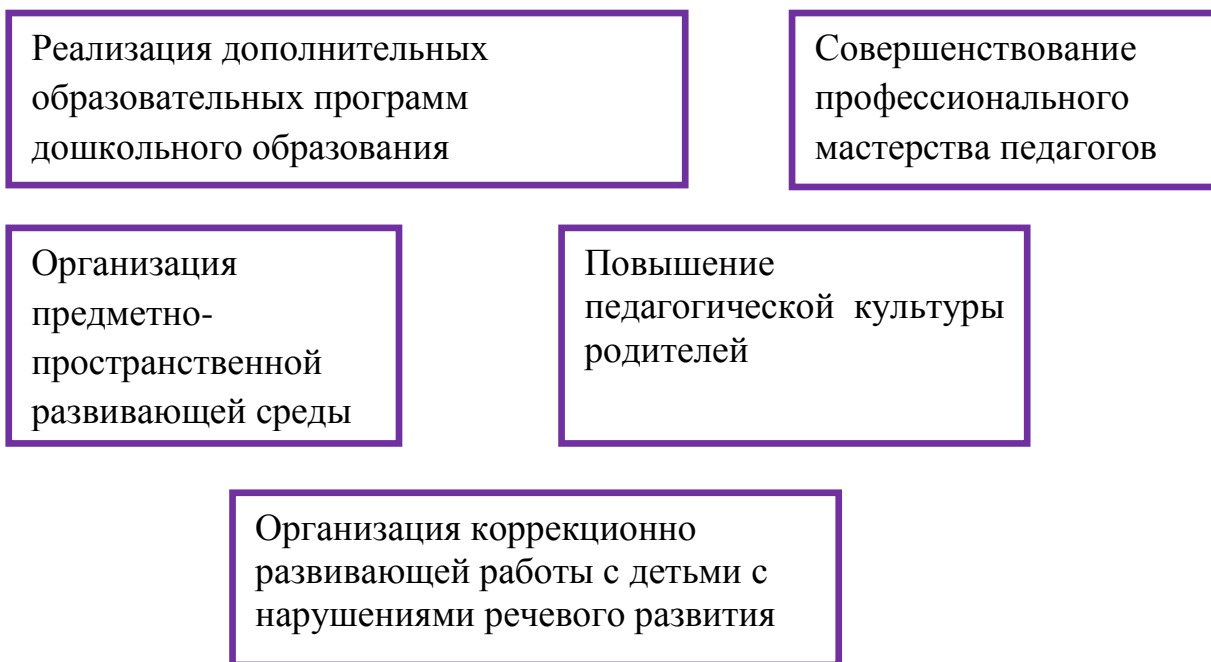 Реализация дополнительных
образовательных программ
дошкольного образования
Совершенствование
профессионального
мастерства педагогов
Организация
предметно-
пространственной
развивающей среды
Повышение
педагогической культуры
родителей
Организация коррекционно
развивающей работы с детьми с
нарушениями речевого развития